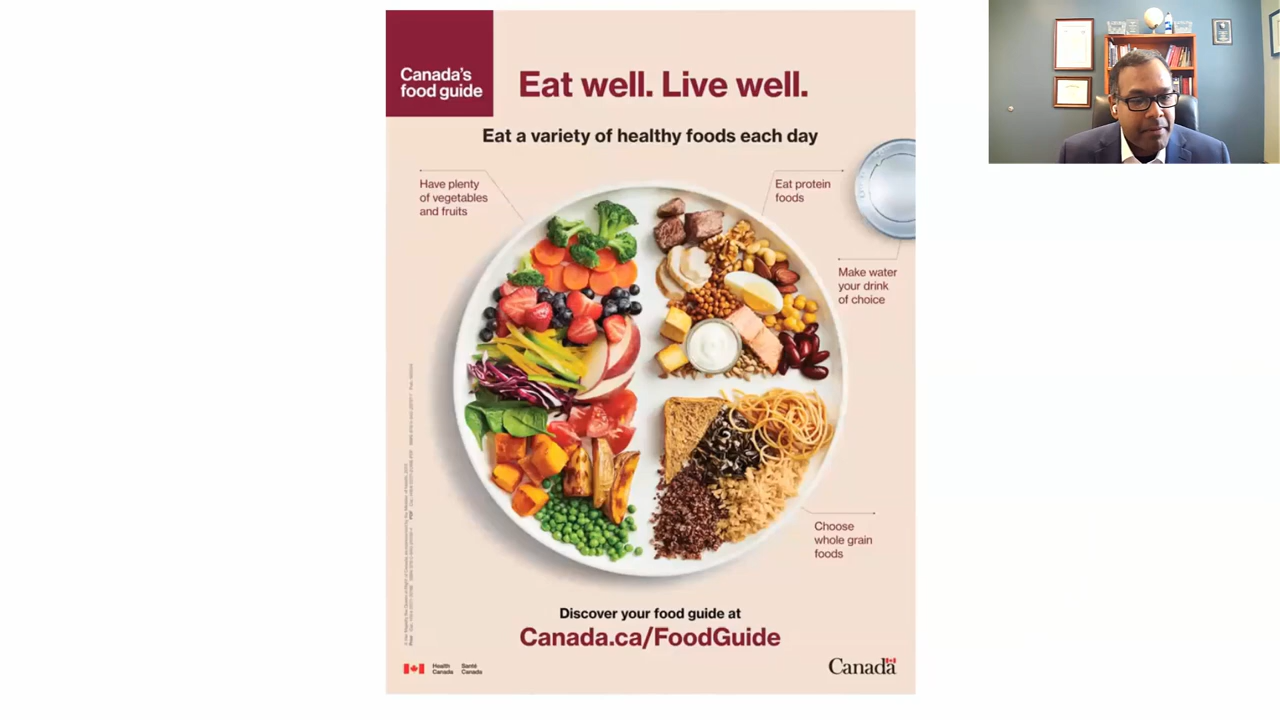 Canada's
food guide
Eat well. Live well.
Eat a variety of healthy foods each day
Have plenty
of vegetables
and fruits
Eat protein
foods
Make water
your drink
of choice
Choose
whole grain
foods
Discover your food guide at
Canada.ca/FoodGuide
Health
Canada
Santé
Canada
Canada